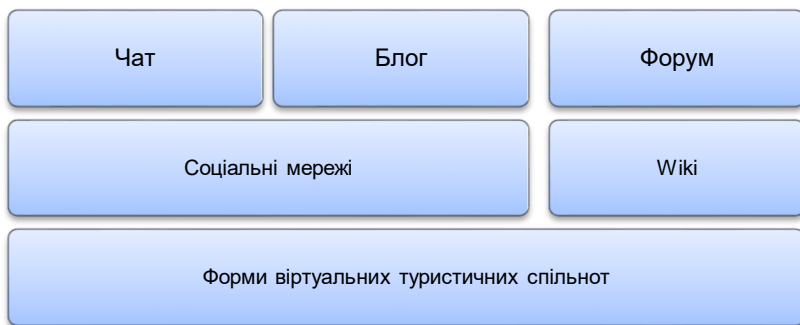 Чат
Блог
Форум
Соціальні мережі
Wiki
Форми віртуальних туристичних спільнот